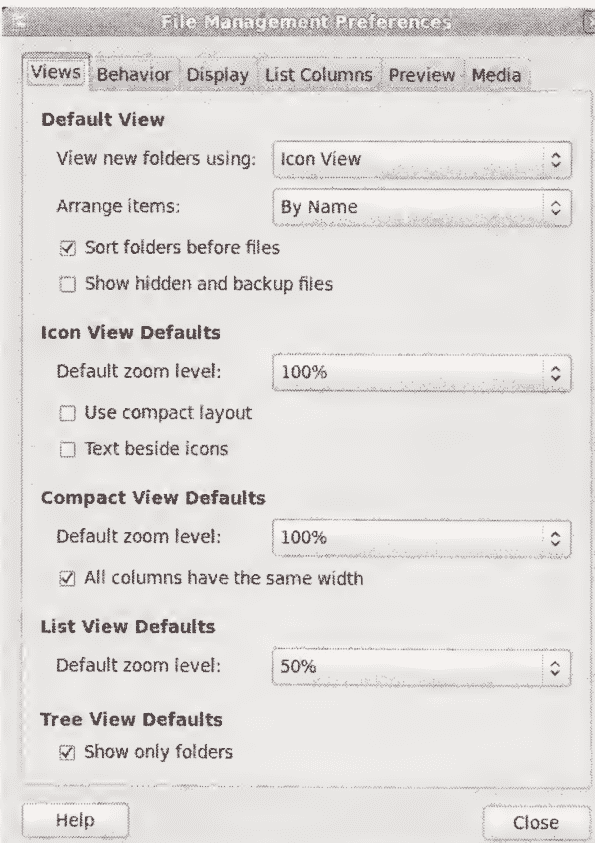 File Management Preferences
Views Behavior Display List Columns Preview Media
Default View
View new folders using: Icon View
Arrange items: By Name
Sort folders before files
Show hidden and backup files
Icon View Defaults
Default zoom level: 100%
Use compact layout
Text beside icons
Compact View Defaults
Default zoom level: 100%
All columns have the same width
List View Defaults
Default zoom level: 50%
Tree View Defaults
Show only folders
Help Close